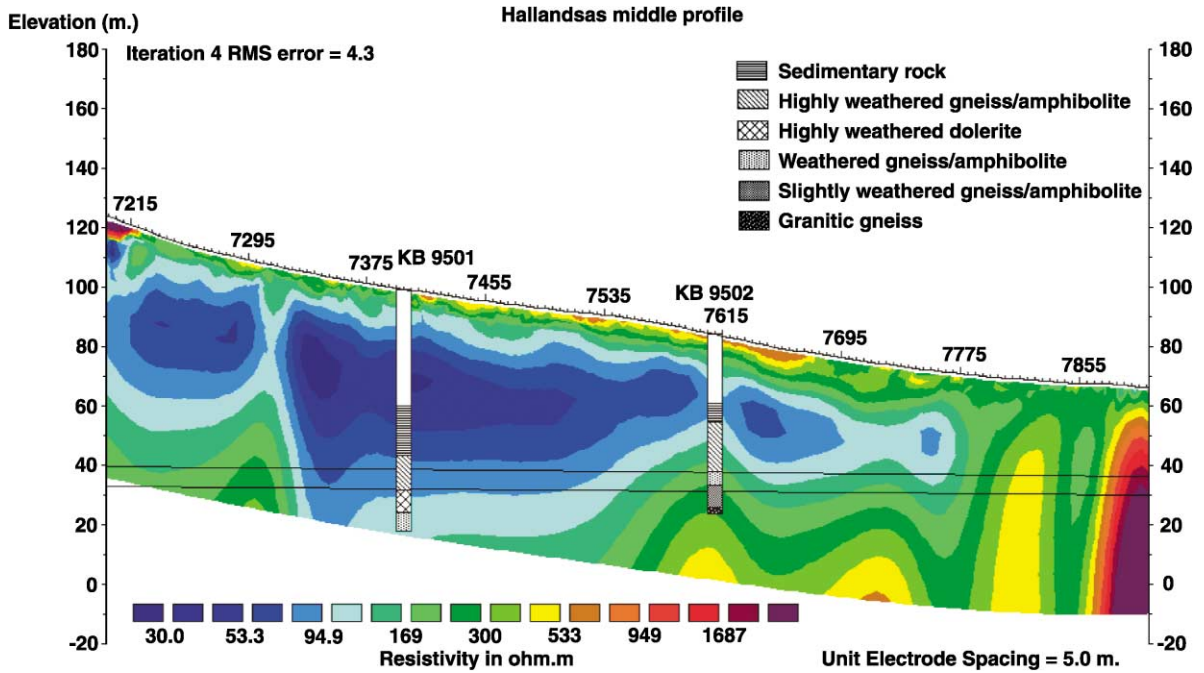 Hallandsas middle profile
Elevation (m.)
Iteration 4 RMS error = 4.3
Sedimentary rock
Highly weathered gneiss/amphibolite
Highly weathered dolerite
Weathered gneiss/amphibolite
Slightly weathered gneiss/amphibolite
Granitic gneiss
180
160
140
120
100
80
60
40
20
0
-20
180
160
140
120
100
80
60
40
20
0
-20
7215
7295
7375
KB 9501
7455
7535
KB 9502
7615
7695
7775
7855
30.0 53.3 94.9 169 300 533 949 1687
Resistivity in ohm.m
Unit Electrode Spacing = 5.0 m.